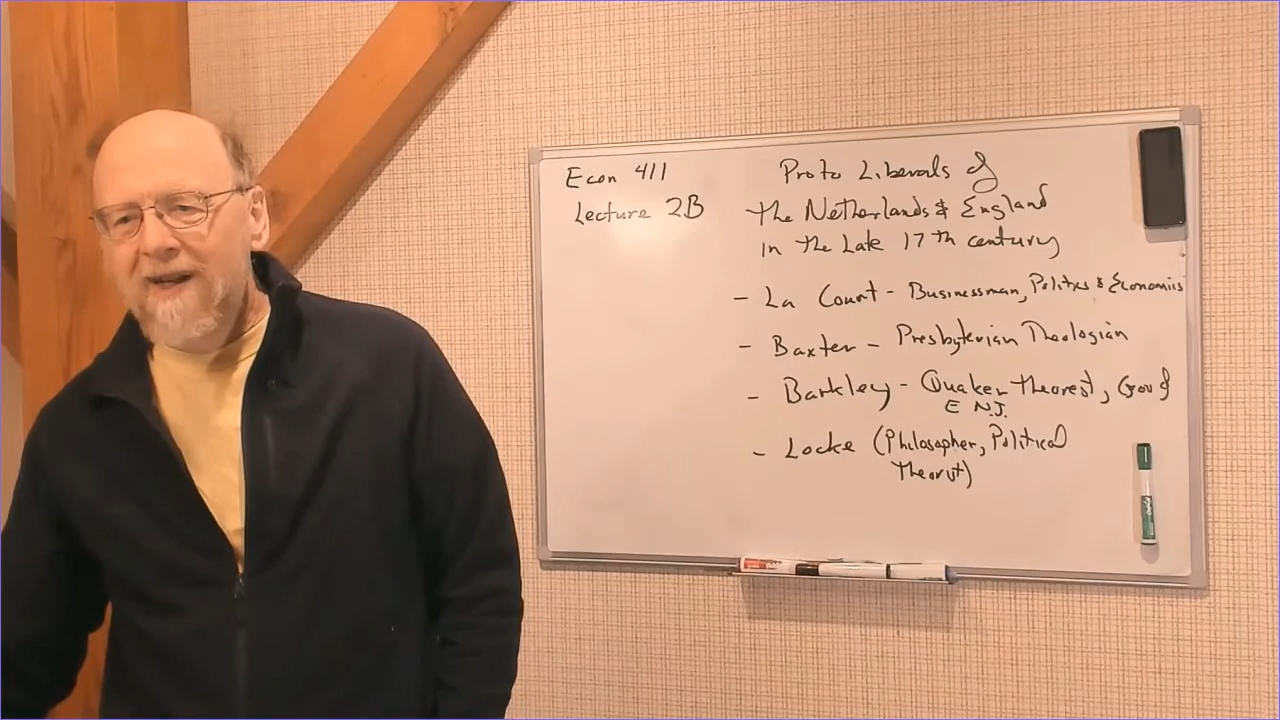 Econ 411
Lecture 2B
Proto Liberals of
the Netherlands & England
in the Late 17th century
- La Court - Businessman, Politics & Economics
- Baxter - Presbyterian Theologian
- Barkley - Quaker theorest, Gov of
E NJ.
- Locke (Philosopher, Political
theorist)